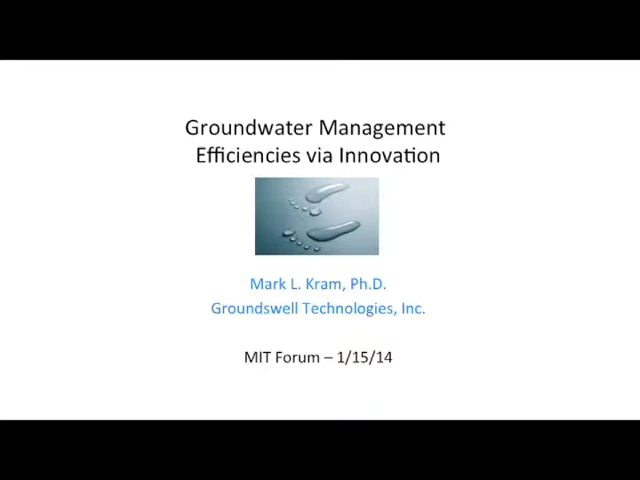 Groundwater Management
Efficiencies via Innovation
Mark L. Kram, Ph.D.
Groundswell Technologies, Inc.
MIT Forum – 1/15/14